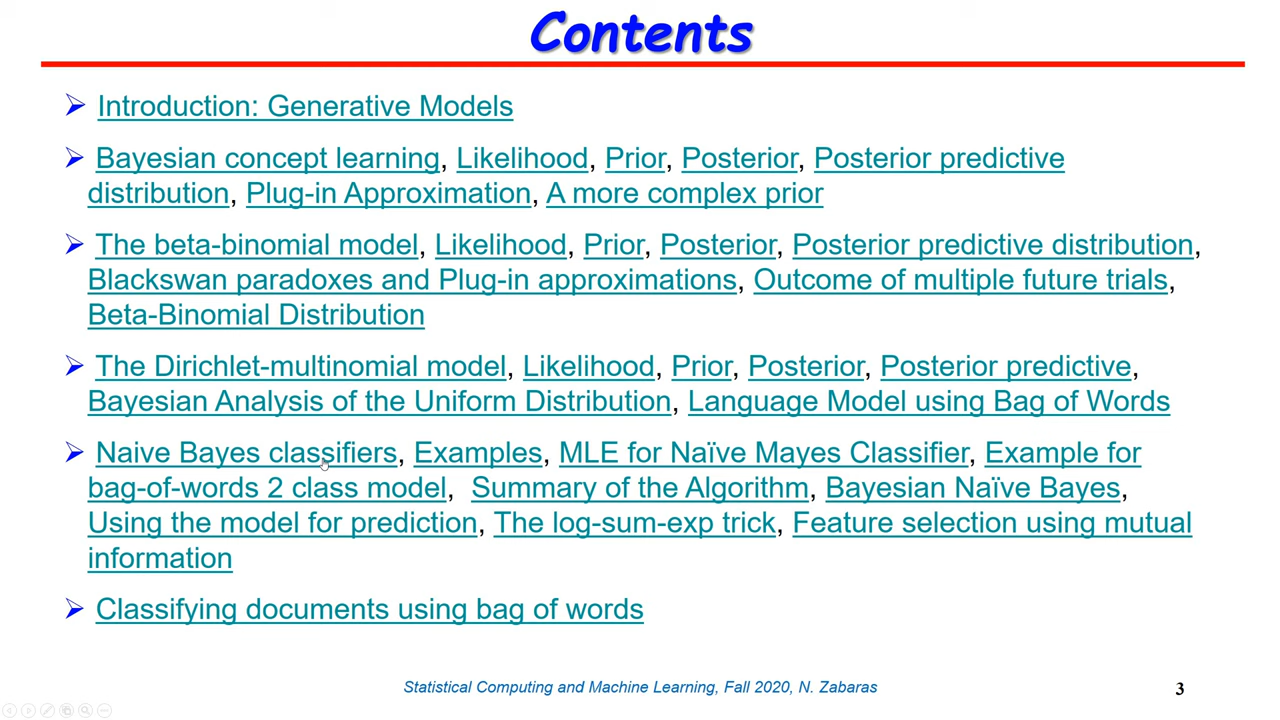 Contents
Introduction: Generative Models
Bayesian concept learning, Likelihood, Prior, Posterior, Posterior predictive
distribution, Plug-in Approximation, A more complex prior
The beta-binomial model, Likelihood, Prior, Posterior, Posterior predictive distribution,
Blackswan paradoxes and Plug-in approximations, Outcome of multiple future trials,
Beta-Binomial Distribution
The Dirichlet-multinomial model, Likelihood, Prior, Posterior, Posterior predictive,
Bayesian Analysis of the Uniform Distribution, Language Model using Bag of Words
Naive Bayes classifiers, Examples, MLE for Naïve Mayes Classifier, Example for
bag-of-words 2 class model, Summary of the Algorithm, Bayesian Naïve Bayes,
Using the model for prediction, The log-sum-exp trick, Feature selection using mutual
information
Classifying documents using bag of words
Statistical Computing and Machine Learning, Fall 2020, N. Zabaras
3